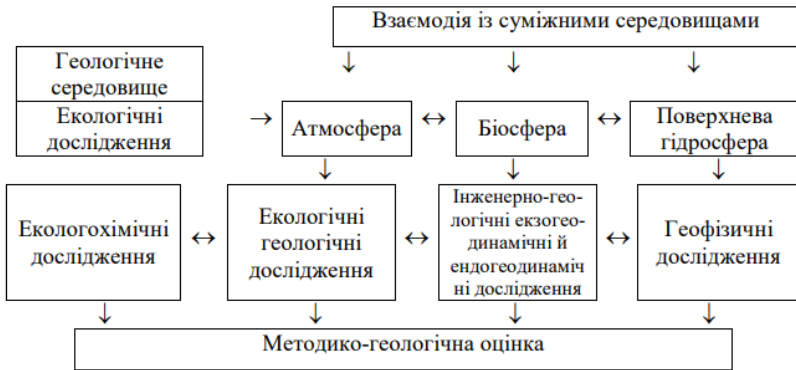 Взаємодія із суміжними середовищами
↓ ↓ ↓
Геологічне
середовище
Екологічні
дослідження
→ Атмосфера ↔ Біосфера ↔ Поверхнева
гідросфера
↓ ↓ ↓
Екологохімічні
дослідження
↔
Екологічні
геологічні
дослідження
↔
Інженерно-гео-
логічні екзогео-
динамічні й
ендогеодинаміч
ні дослідження
↔
Геофізичні
дослідження
↓ ↓ ↓ ↓
Методико-геологічна оцінка